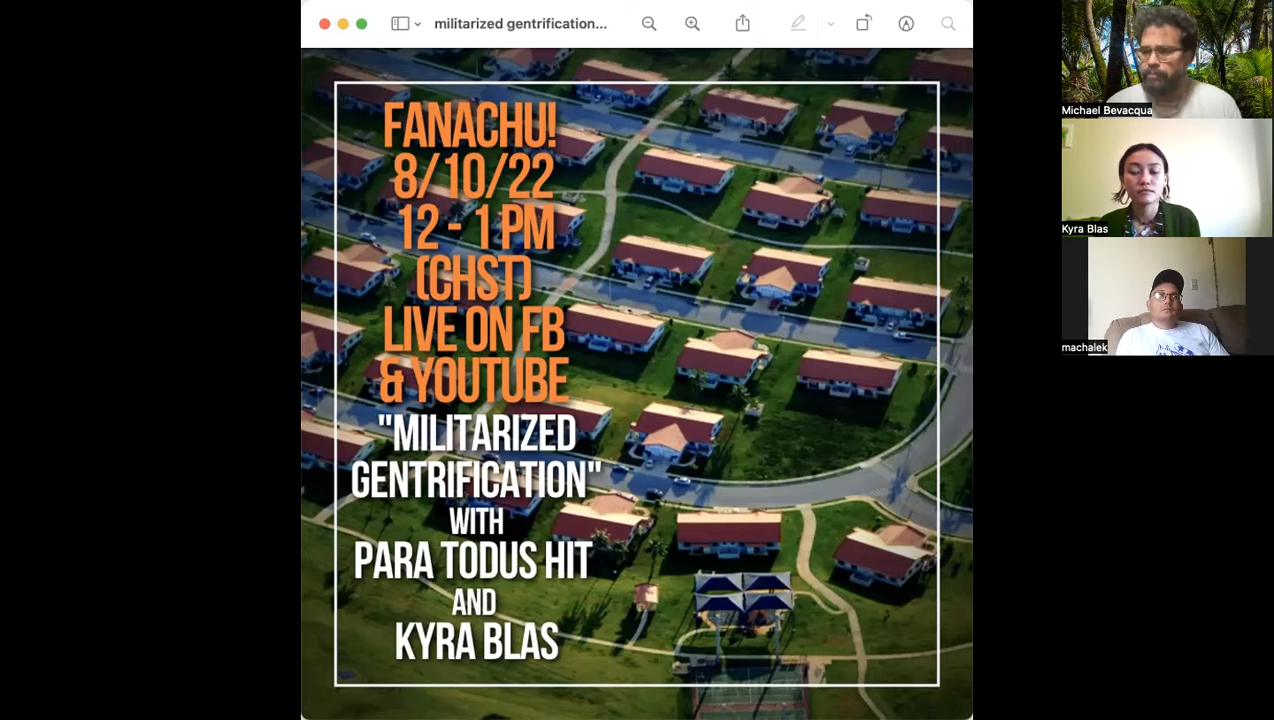 militarized gentrification...
FANACHU!
8/10/22
12 - 1 PM
(CHST)
LIVE ON FB
& YOUTUBE
"MILITARIZED
GENTRIFICATION"
WITH
PARA TODUS HIT
AND
KYRA BLAS
Michael Bevacqua
Kyra Blas
machalek